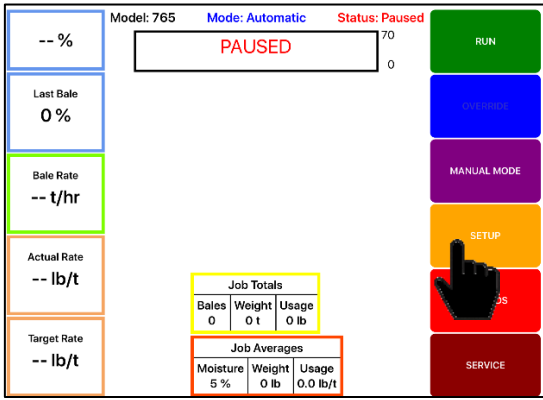 Model: 765 Mode: Automatic Status: Paused
-- %
PAUSED
70
0
RUN
Last Bale
0 %
OVERRIDE
Bale Rate
-- t/hr
MANUAL MODE
Actual Rate
-- lb/t
SETUP
Job Totals
Bales Weight Usage
0 0 t 0 lb
Target Rate
-- lb/t
Job Averages
Moisture Weight Usage
5 % 0 lb 0.0 lb/t
SERVICE